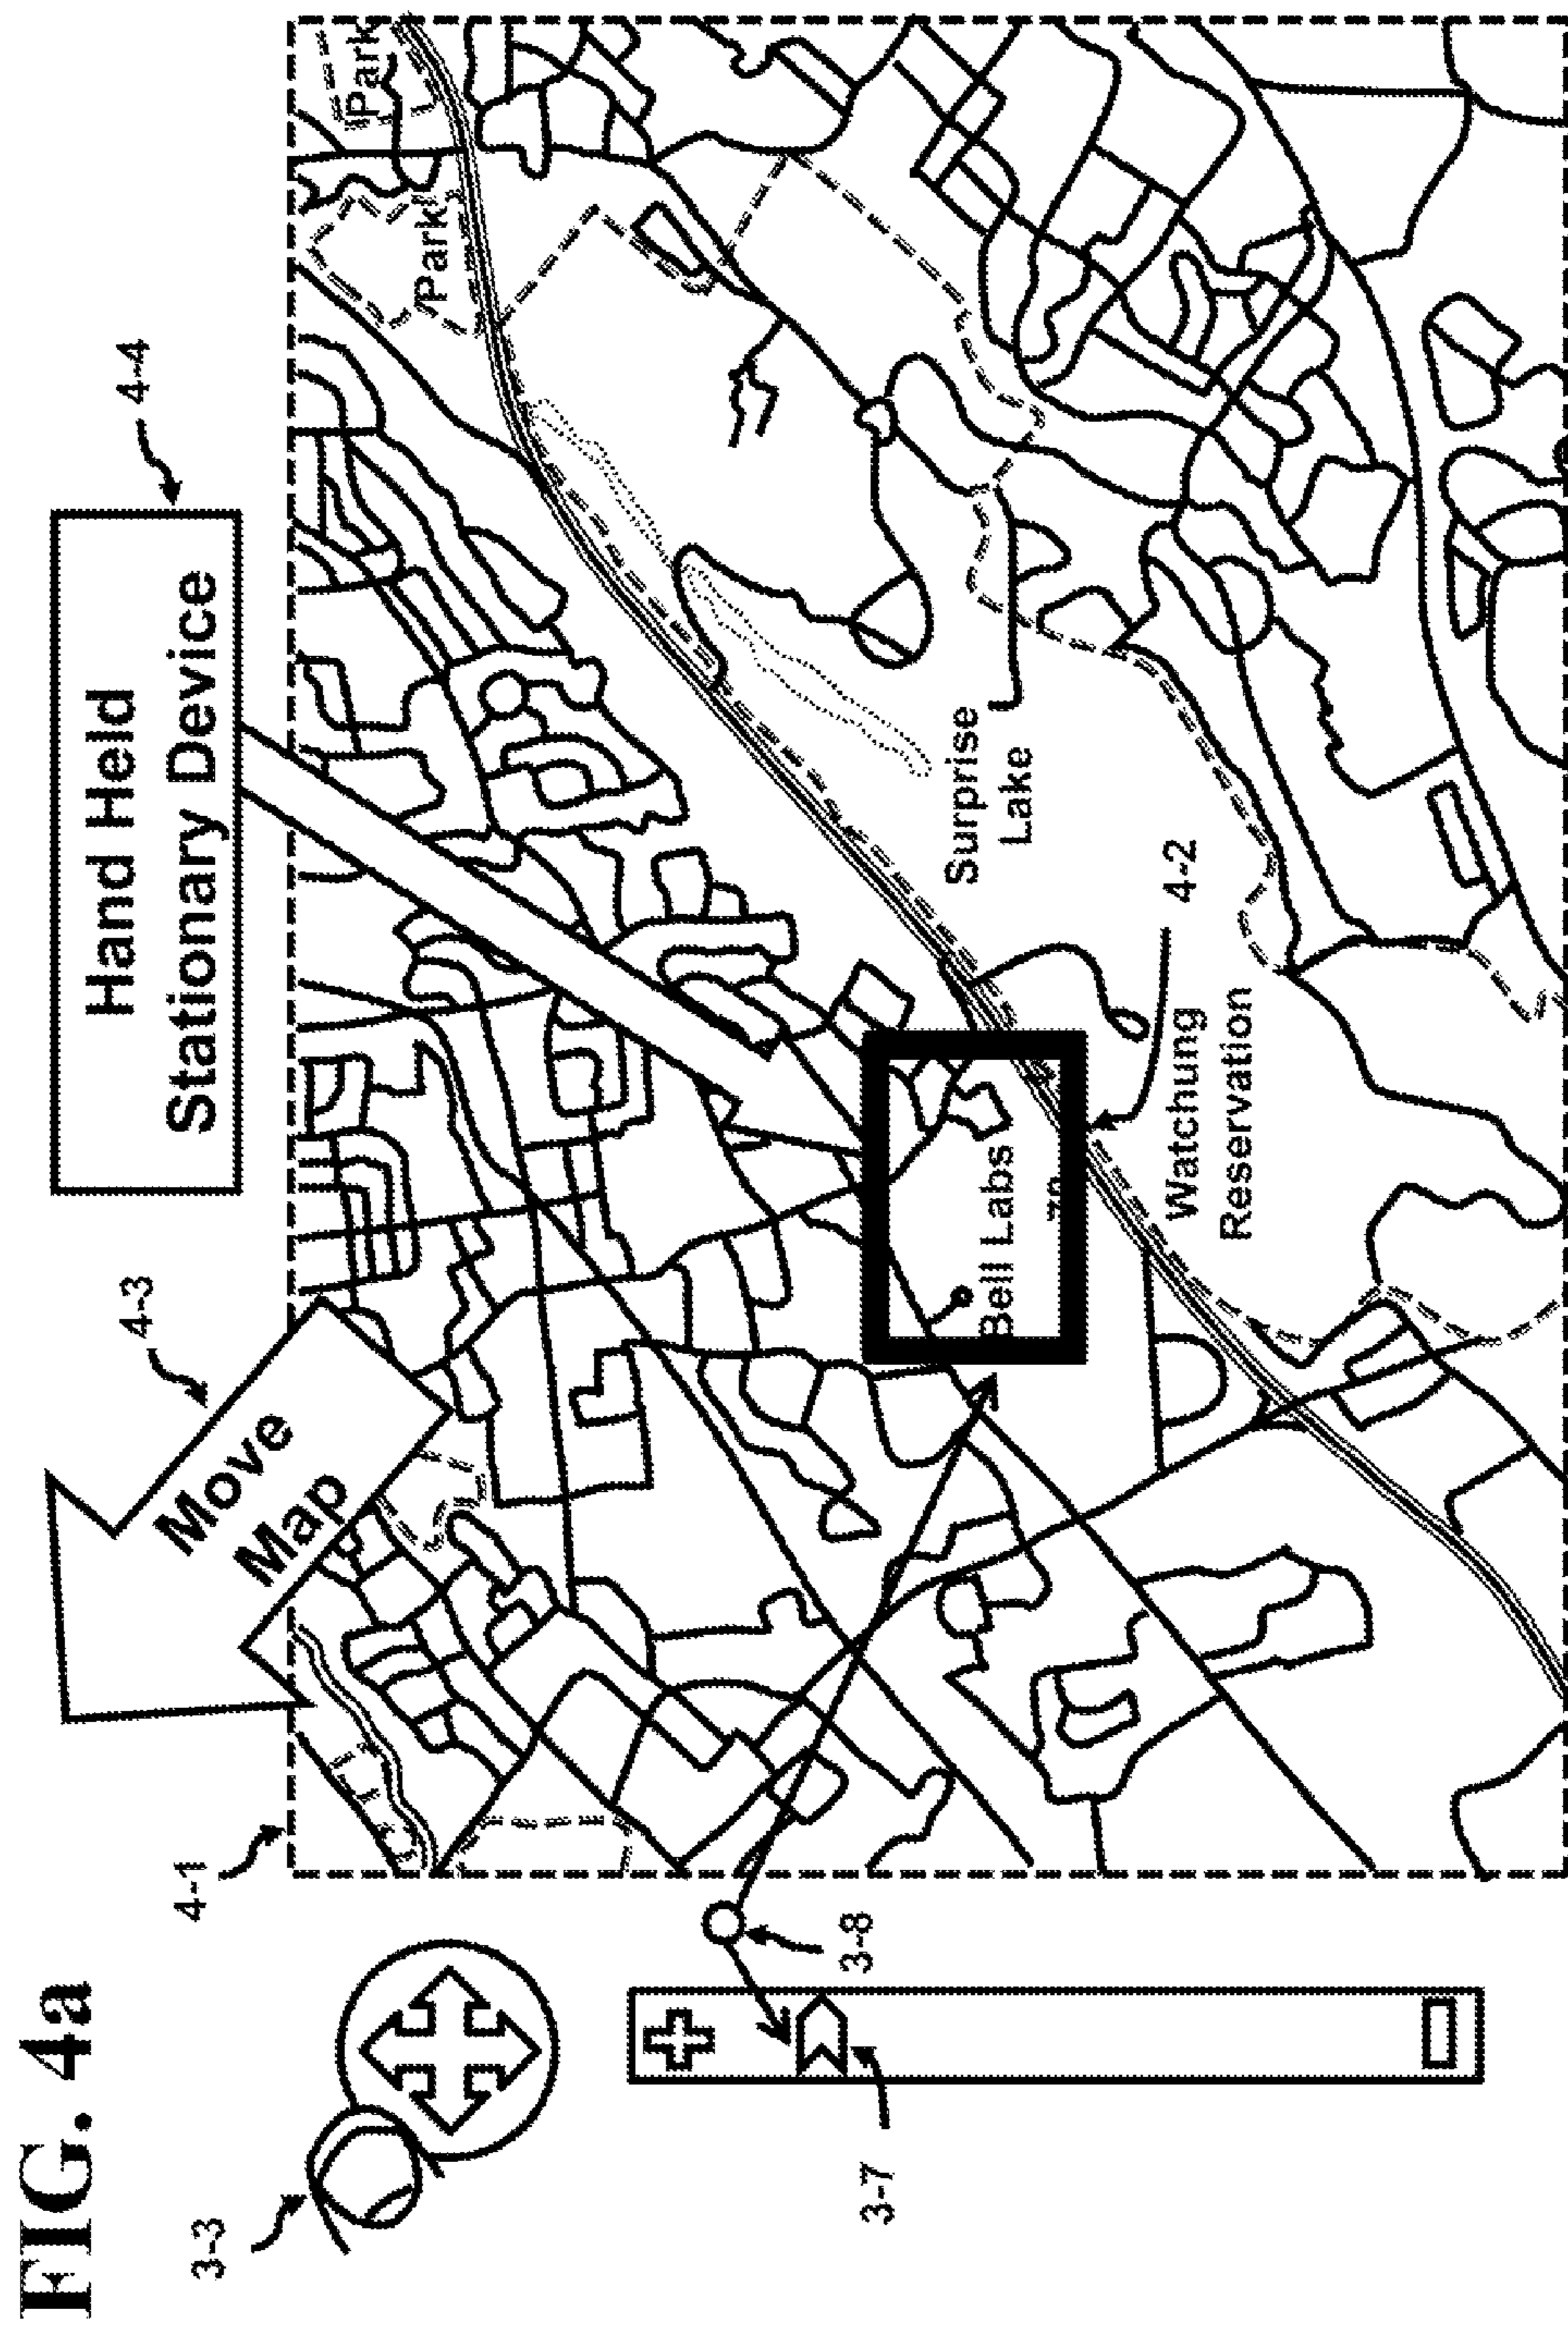 FIG. 4a
4-1
4-3
4-4
Hand Held
Stationary Device
Move
Map
Park
Park
3-3
3-7
3-8
Surprise
Lake
4-2
Bell Labs
Watchung
Reservation